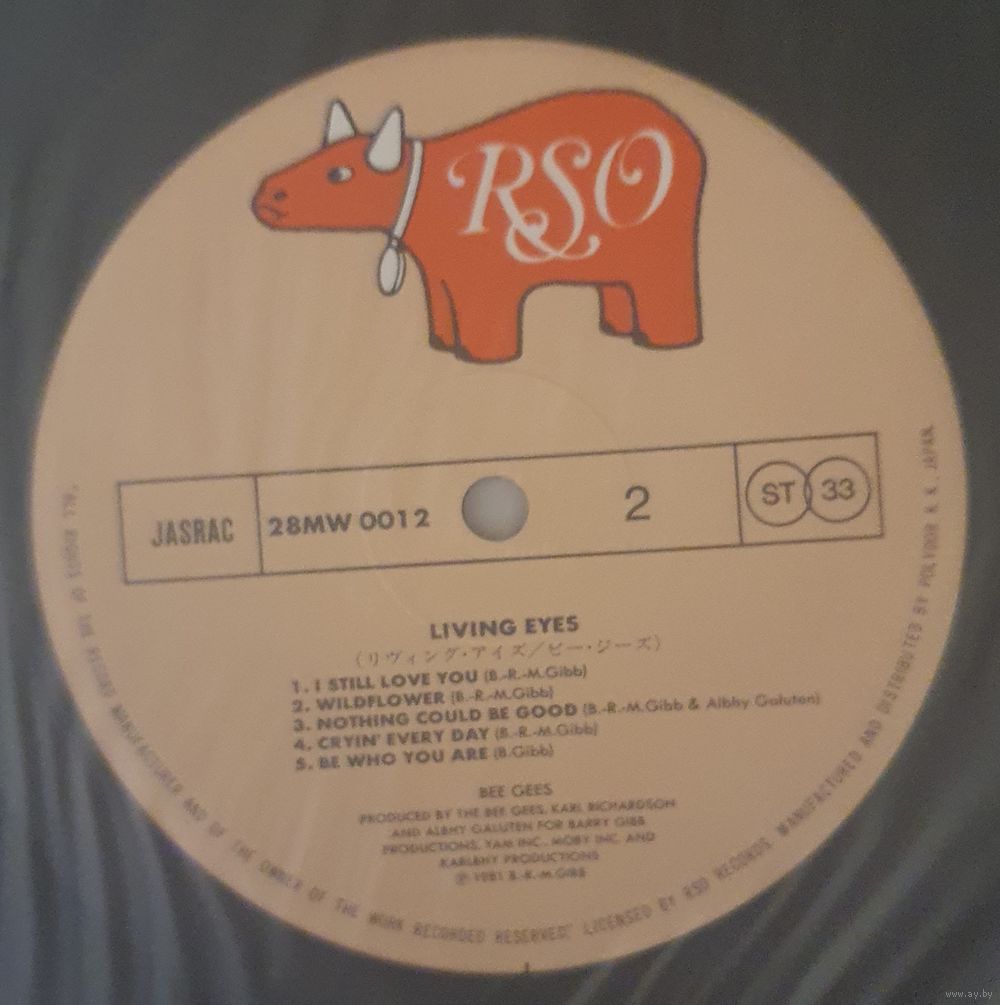 RSO
JASRAC 28MW 0012 2 ST 33
LIVING EYES
(リヴィング・アイズ/ビー・ジーズ)
1. I STILL LOVE YOU (B.-R.-M.Gibb)
2. WILDFLOWER (B.-R.-M.Gibb)
3. NOTHING COULD BE GOOD (B.-R.-M.Gibb & Albhy Galuten)
4. CRYIN' EVERY DAY (B.-R.-M.Gibb)
5. BE WHO YOU ARE (B.Gibb)
BEE GEES
PRODUCED BY THE BEE GEES, KARL RICHARDSON
AND ALBHY GALUTEN FOR BARRY GIBB
PRODUCTIONS, YAM INC., MOBY INC. AND
KARLBHY PRODUCTIONS
Ⓟ 1981 B.-R.-M.GIBB
"ALL RIGHTS OF THE RECORD MANUFACTURER AND OF THE OWNER OF THE WORK RECORDED RESERVED." LICENSED BY RSO RECORDS. MANUFACTURED AND DISTRIBUTED BY POLYDOR K.K. JAPAN.
www.ay.by